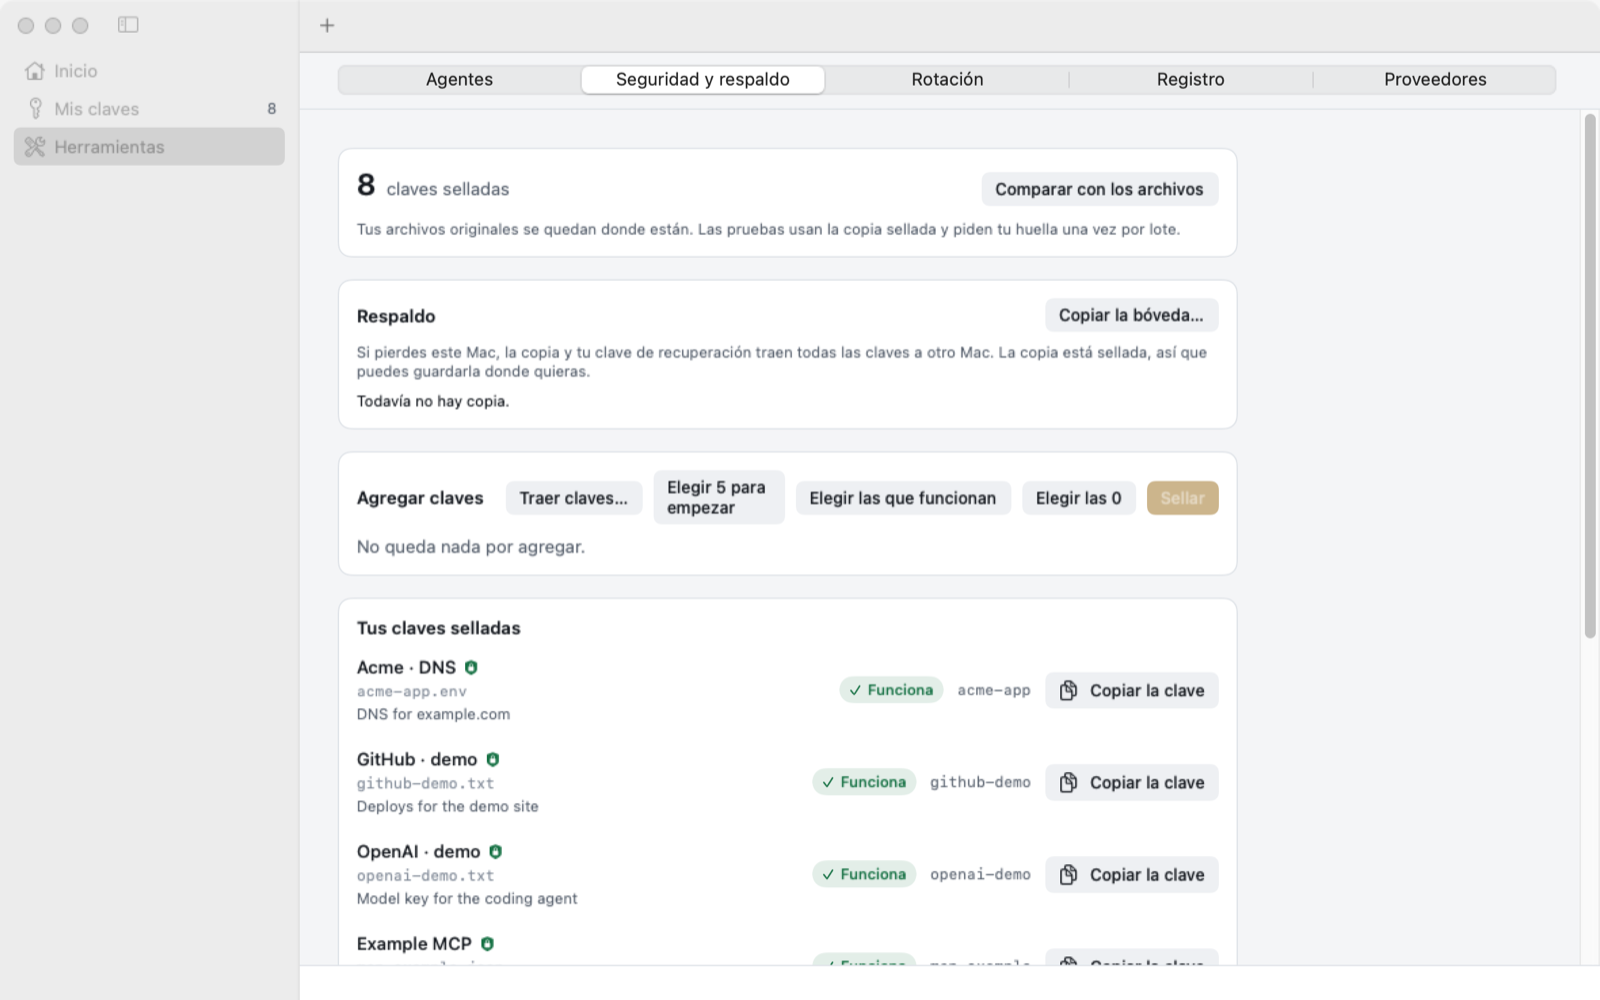 Inicio
Mis claves 8
Herramientas
Agentes
Seguridad y respaldo
Rotación
Registro
Proveedores
8 claves selladas
Comparar con los archivos
Tus archivos originales se quedan donde están. Las pruebas usan la copia sellada y piden tu huella una vez por lote.
Respaldo
Copiar la bóveda...
Si pierdes este Mac, la copia y tu clave de recuperación traen todas las claves a otro Mac. La copia está sellada, así que
puedes guardarla donde quieras.
Todavía no hay copia.
Agregar claves
Traer claves...
Elegir 5 para
empezar
Elegir las que funcionan
Elegir las 0
Sellar
No queda nada por agregar.
Tus claves selladas
Acme · DNS
acme-app.env
DNS for example.com
✓ Funciona
acme-app
Copiar la clave
GitHub · demo
github-demo.txt
Deploys for the demo site
✓ Funciona
github-demo
Copiar la clave
OpenAI · demo
openai-demo.txt
Model key for the coding agent
✓ Funciona
openai-demo
Copiar la clave
Example MCP
✓ Funciona
Copiar la clave